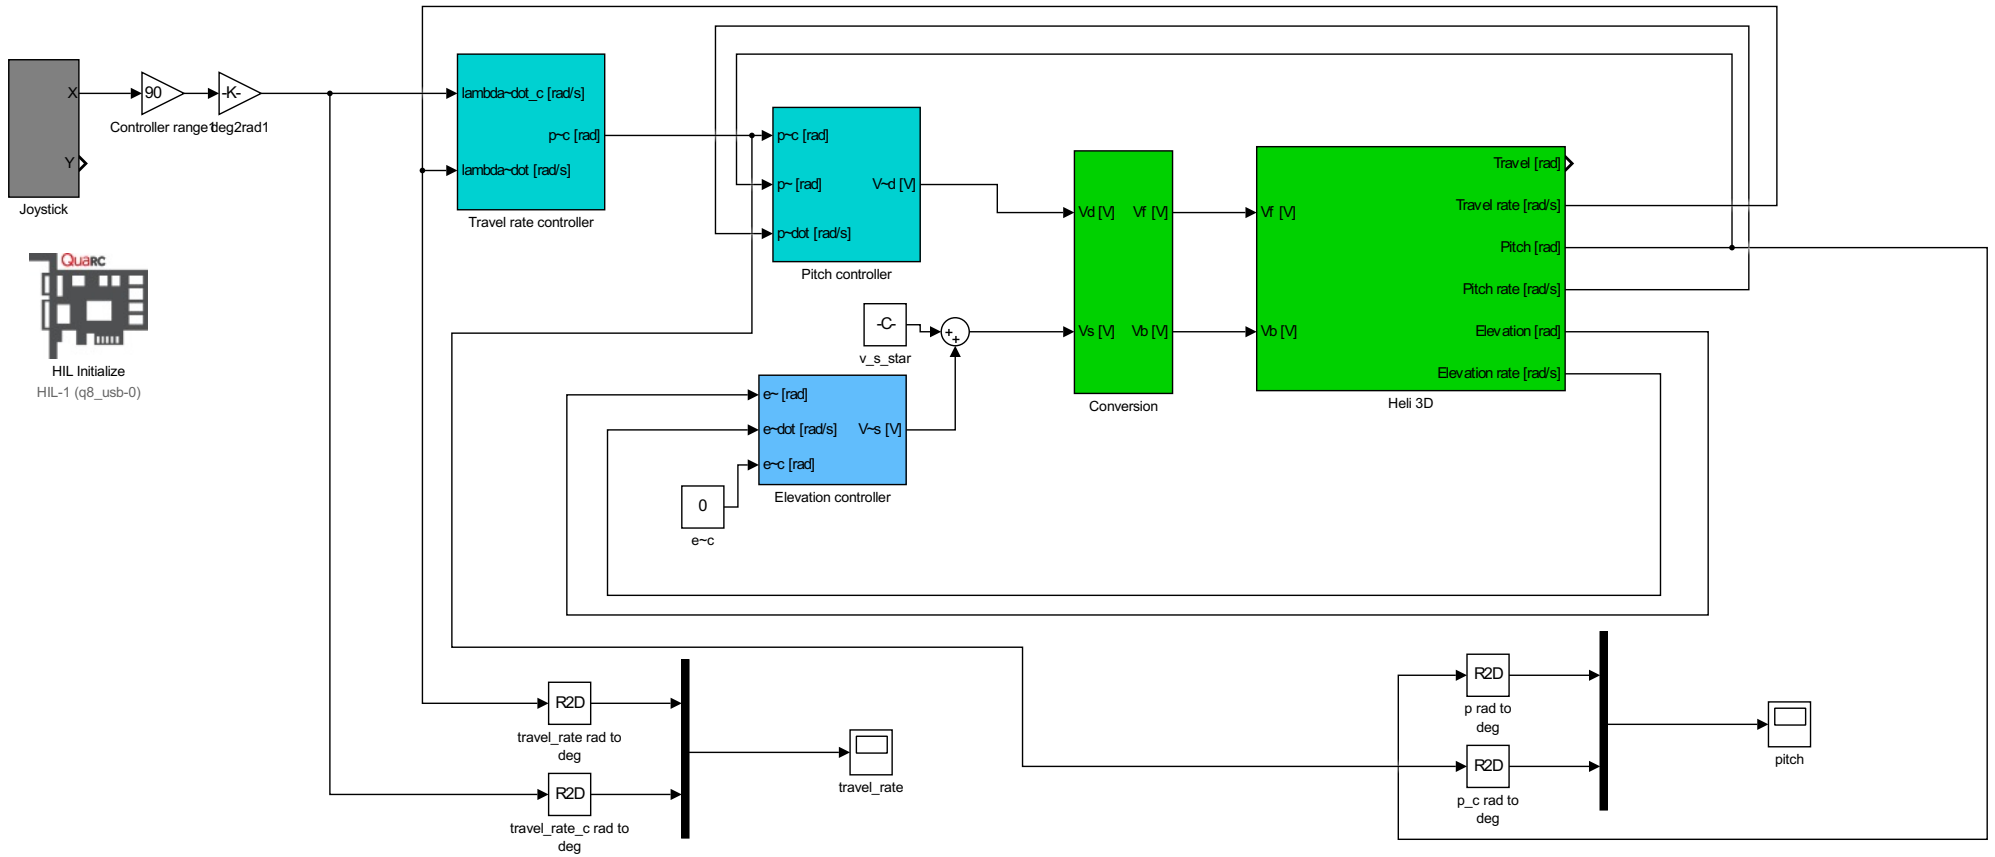 X
Y
Joystick
90
Controller range1
-K-
deg2rad1
QUARC
HIL Initialize
HIL-1 (q8_usb-0)
lambda~dot_c [rad/s]
p~c [rad]
lambda~dot [rad/s]
Travel rate controller
p~c [rad]
p~ [rad]
V~d [V]
p~dot [rad/s]
Pitch controller
-C-
v_s_star
+
+
e~ [rad]
e~dot [rad/s]
V~s [V]
e~c [rad]
Elevation controller
0
e~c
Vd [V]
Vf [V]
Vs [V]
Vb [V]
Conversion
Travel [rad]
Travel rate [rad/s]
Vf [V]
Pitch [rad]
Pitch rate [rad/s]
Vb [V]
Elevation [rad]
Elevation rate [rad/s]
Heli 3D
R2D
travel_rate rad to
deg
R2D
travel_rate_c rad to
deg
travel_rate
R2D
p rad to
deg
R2D
p_c rad to
deg
pitch